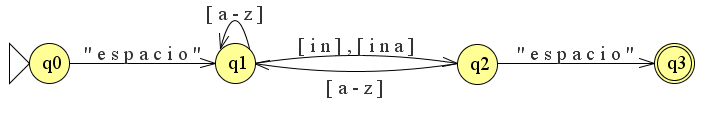 [a-z]
"espacio"
[in],[ina]
"espacio"
q0
q1
q2
q3
[a-z]